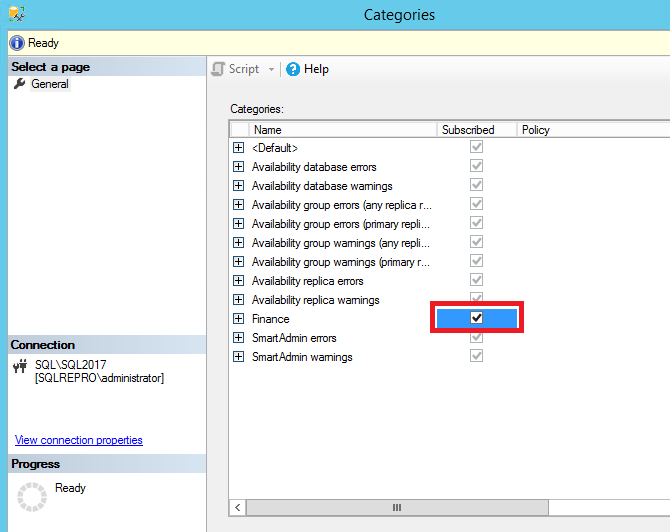 Categories
Ready
Select a page
General
Script
Help
Categories:
Name Subscribed Policy
<Default>
Availability database errors
Availability database warnings
Availability group errors (any replica r...
Availability group errors (primary repli...
Availability group warnings (any repli...
Availability group warnings (primary r...
Availability replica errors
Availability replica warnings
Finance
SmartAdmin errors
SmartAdmin warnings
Connection
SQL\SQL2017
[SQLREPRO\administrator]
View connection properties
Progress
Ready